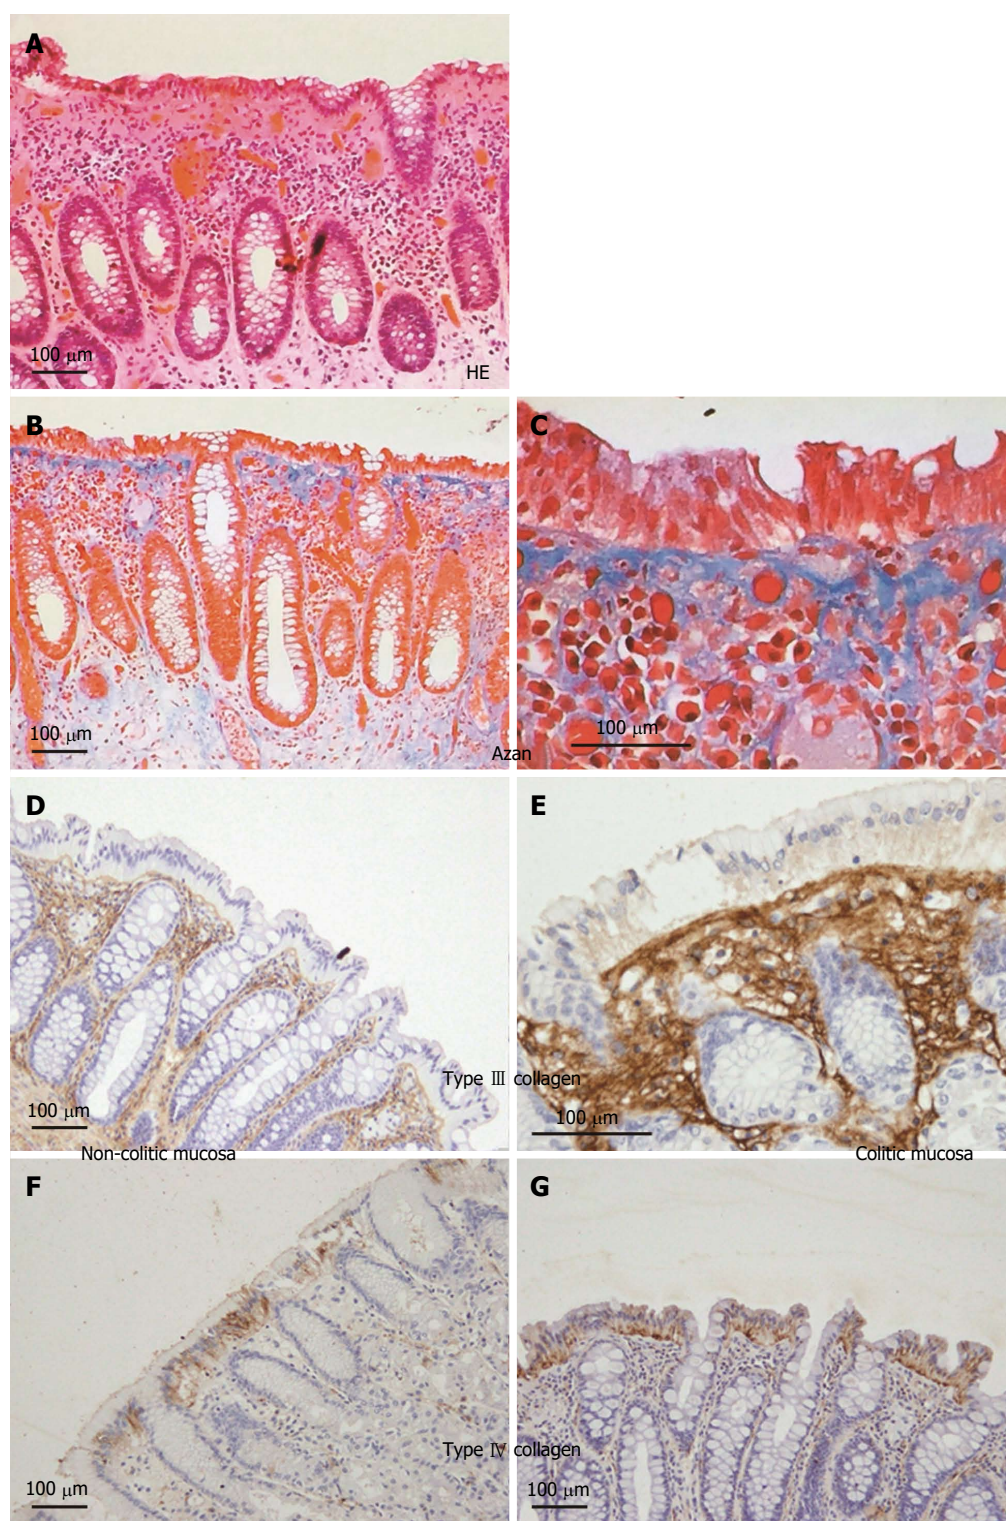 A
100 μm
HE
B
C
100 μm
100 μm
Azan
D
E
Type Ⅲ collagen
100 μm
100 μm
Non-colitic mucosa
Colitic mucosa
F
G
Type Ⅳ collagen
100 μm
100 μm